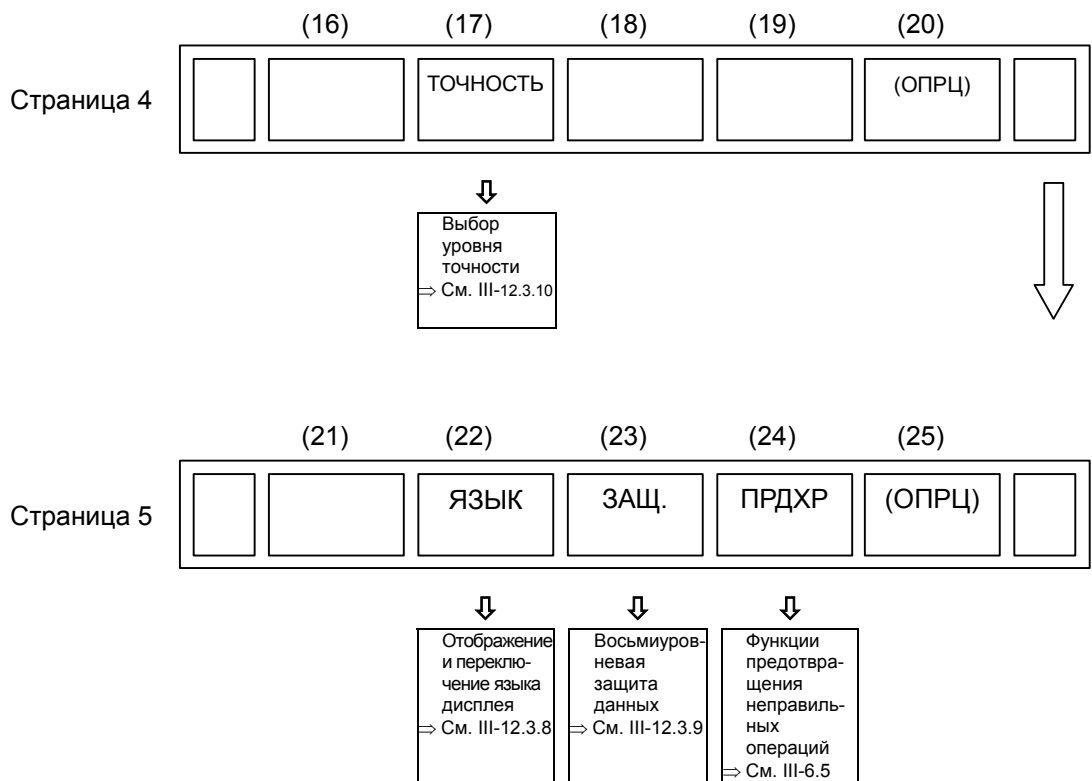 (16) (17) (18) (19) (20)
Страница 4
ТОЧНОСТЬ
(ОПРЦ)
Выбор
уровня
точности
⇒ См. III-12.3.10
(21) (22) (23) (24) (25)
Страница 5
ЯЗЫК
ЗАЩ.
ПРДХР
(ОПРЦ)
Отображение
и переклю-
чение языка
дисплея
⇒ См. III-12.3.8
Восьмиуров-
невая
защита
данных
⇒ См. III-12.3.9
Функции
предотвра-
щения
неправиль-
ных
операций
⇒ См. III-6.5